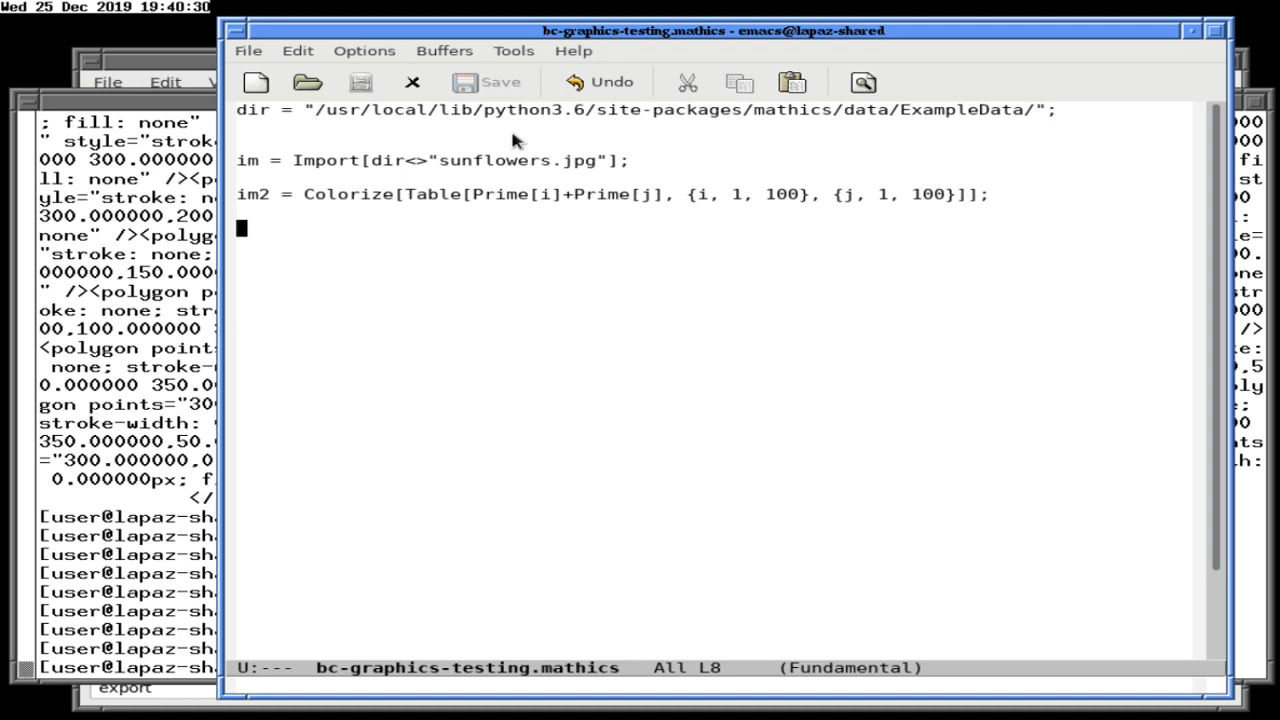 Wed 25 Dec 2019 19:40:30
bc-graphics-testing.mathics - emacs@lapaz-shared
File Edit Options Buffers Tools Help
Save Undo
dir = "/usr/local/lib/python3.6/site-packages/mathics/data/ExampleData/";
im = Import[dir<>"sunflowers.jpg"];
im2 = Colorize[Table[Prime[i]+Prime[j], {i, 1, 100}, {j, 1, 100}]];
U:--- bc-graphics-testing.mathics All L8 (Fundamental)
File Edit
; fill: none"
" style="strok
000 300.000000
ll: none" /><p
yle="stroke: n
300.000000,200
none" /><polyg
"stroke: none;
000000,150.000
" /><polygon p
oke: none; str
00,100.000000
<polygon point
none; stroke-
0.000000 350.0
gon points="30
stroke-width:
350.000000,50.
="300.000000,0
0.000000px; f
</
[user@lapaz-sh
[user@lapaz-sh
[user@lapaz-sh
[user@lapaz-sh
[user@lapaz-sh
[user@lapaz-sh
[user@lapaz-sh
[user@lapaz-sh
[user@lapaz-sh
export